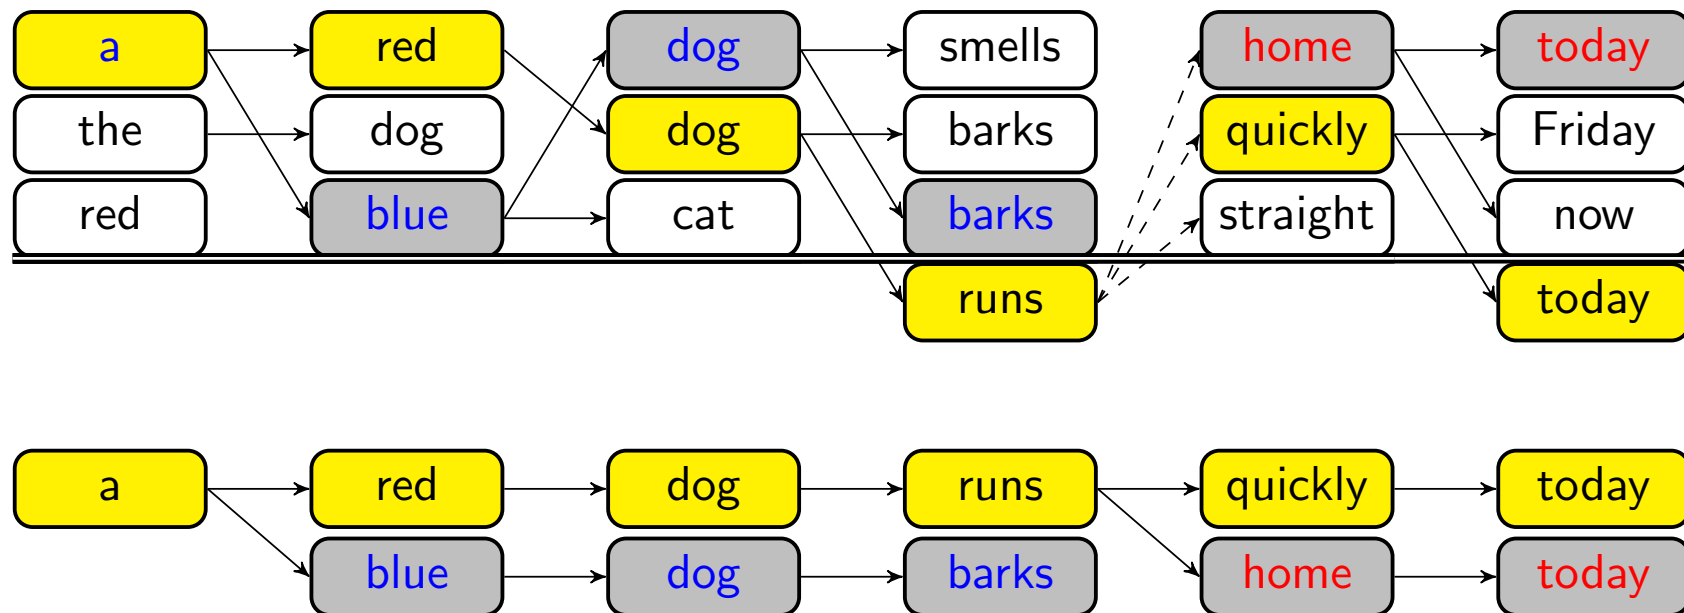 a red dog smells home today
the dog dog barks quickly Friday
red blue cat barks straight now
runs today
a red dog runs quickly today
blue dog barks home today